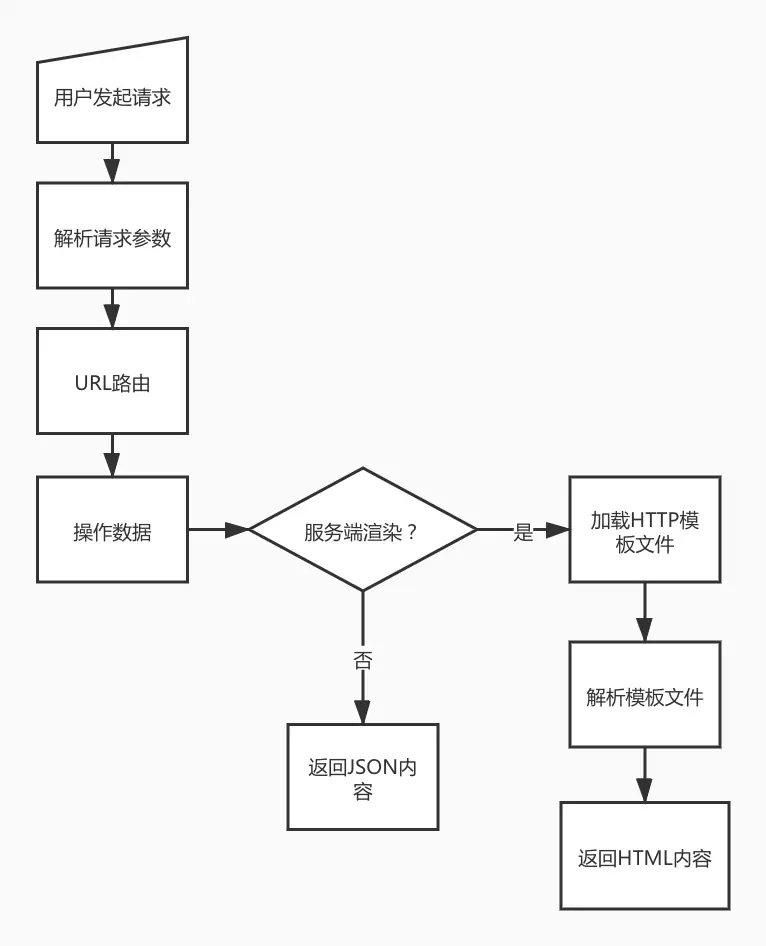 用户发起请求
解析请求参数
URL路由
操作数据
服务端渲染？
是
加载HTTP模
板文件
否
解析模板文件
返回JSON内
容
返回HTML内容